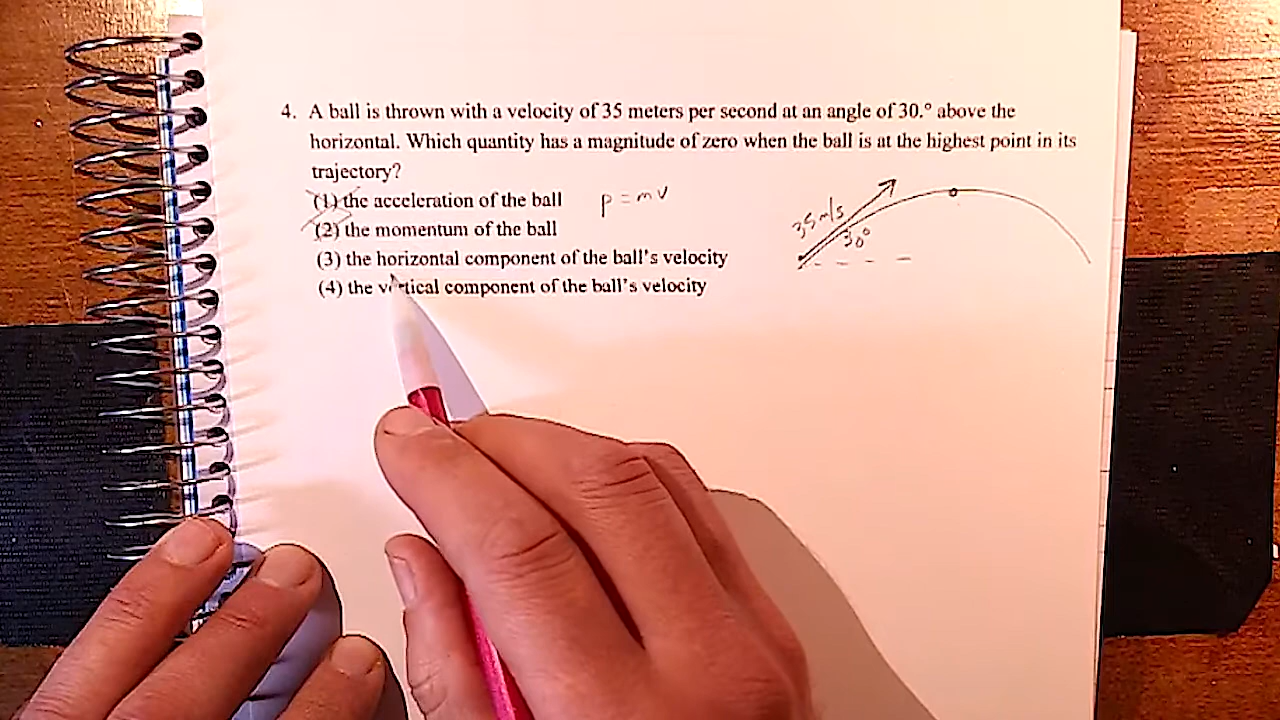 4. A ball is thrown with a velocity of 35 meters per second at an angle of 30.° above the
horizontal. Which quantity has a magnitude of zero when the ball is at the highest point in its
trajectory?
(1) the acceleration of the ball
p = mv
(2) the momentum of the ball
(3) the horizontal component of the ball's velocity
(4) the vertical component of the ball's velocity
35 m/s
30°